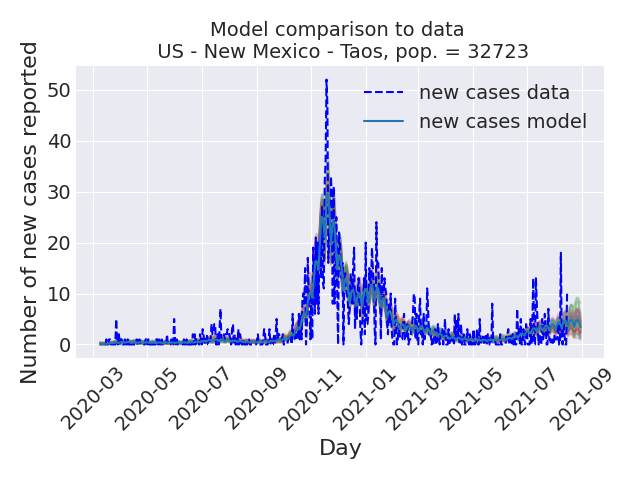 Model comparison to data
US - New Mexico - Taos, pop. = 32723
Number of new cases reported
50
40
30
20
10
0
new cases data
new cases model
2020-03
2020-05
2020-07
2020-09
2020-11
2021-01
2021-03
2021-05
2021-07
2021-09
Day